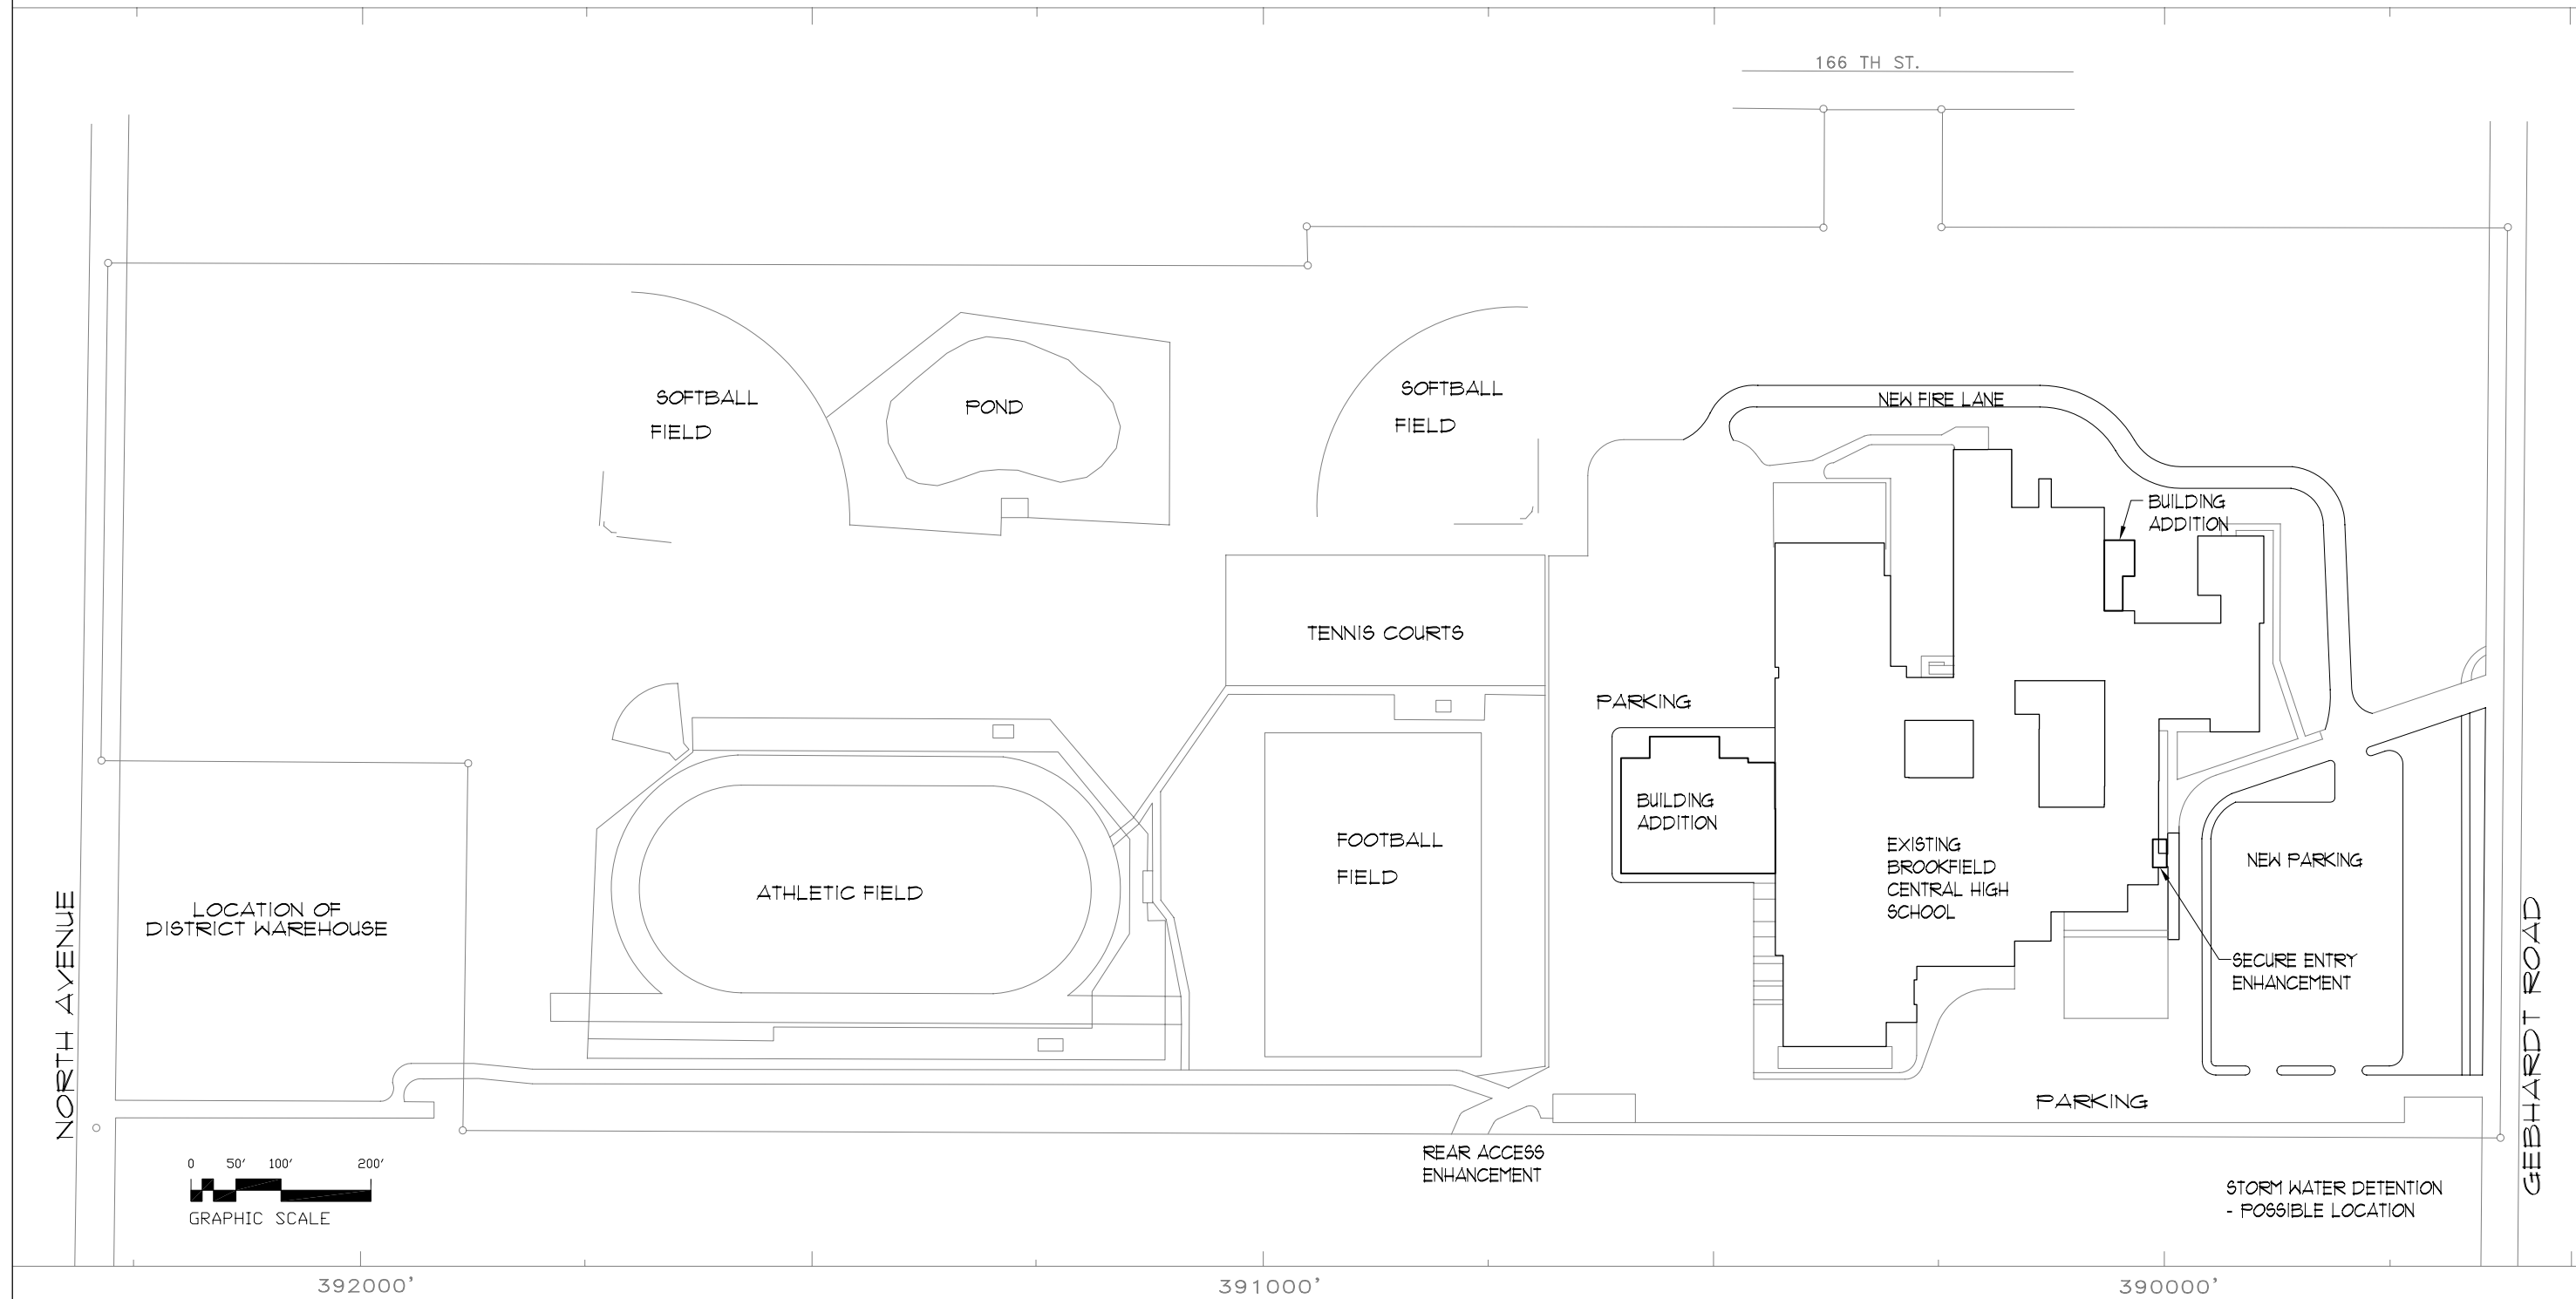 166 TH ST.
SOFTBALL
FIELD
POND
SOFTBALL
FIELD
NEW FIRE LANE
BUILDING
ADDITION
TENNIS COURTS
PARKING
BUILDING
ADDITION
FOOTBALL
FIELD
EXISTING
BROOKFIELD
CENTRAL HIGH
SCHOOL
NEW PARKING
ATHLETIC FIELD
LOCATION OF
DISTRICT WAREHOUSE
NORTH AVENUE
SECURE ENTRY
ENHANCEMENT
GEBHARDT ROAD
PARKING
REAR ACCESS
ENHANCEMENT
0 50' 100' 200'
GRAPHIC SCALE
STORM WATER DETENTION
- POSSIBLE LOCATION
392000' 391000' 390000'